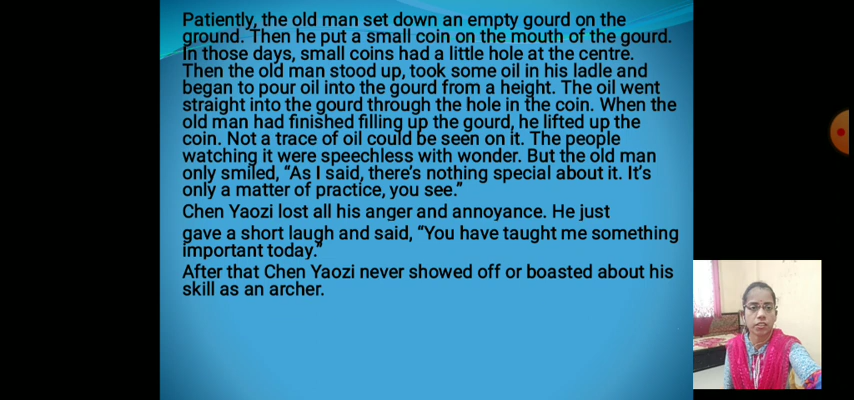 Patiently, the old man set down an empty gourd on the
ground. Then he put a small coin on the mouth of the gourd.
In those days, small coins had a little hole at the centre.
Then the old man stood up, took some oil in his ladle and
began to pour oil into the gourd from a height. The oil went
straight into the gourd through the hole in the coin. When the
old man had finished filling up the gourd, he lifted up the
coin. Not a trace of oil could be seen on it. The people
watching it were speechless with wonder. But the old man
only smiled, “As I said, there's nothing special about it. It's
only a matter of practice, you see.”
Chen Yaozi lost all his anger and annoyance. He just
gave a short laugh and said, “You have taught me something
important today.”
After that Chen Yaozi never showed off or boasted about his
skill as an archer.